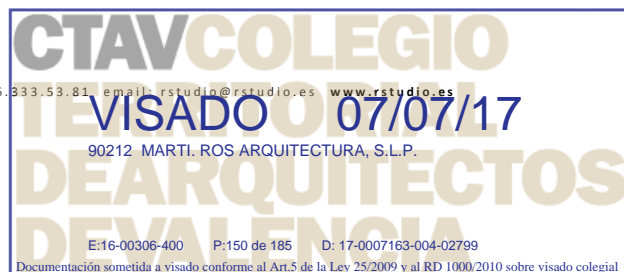 CTAVCOLEGIO
TERRITORIAL
DEARQUITECTOS
DEVALENCIA
5.333.53.81 email: rstudio@rstudio.es www.rstudio.es
VISADO 07/07/17
90212 MARTI. ROS ARQUITECTURA, S.L.P.
E:16-00306-400 P:150 de 185 D: 17-0007163-004-02799
Documentación sometida a visado conforme al Art.5 de la Ley 25/2009 y al RD 1000/2010 sobre visado colegial